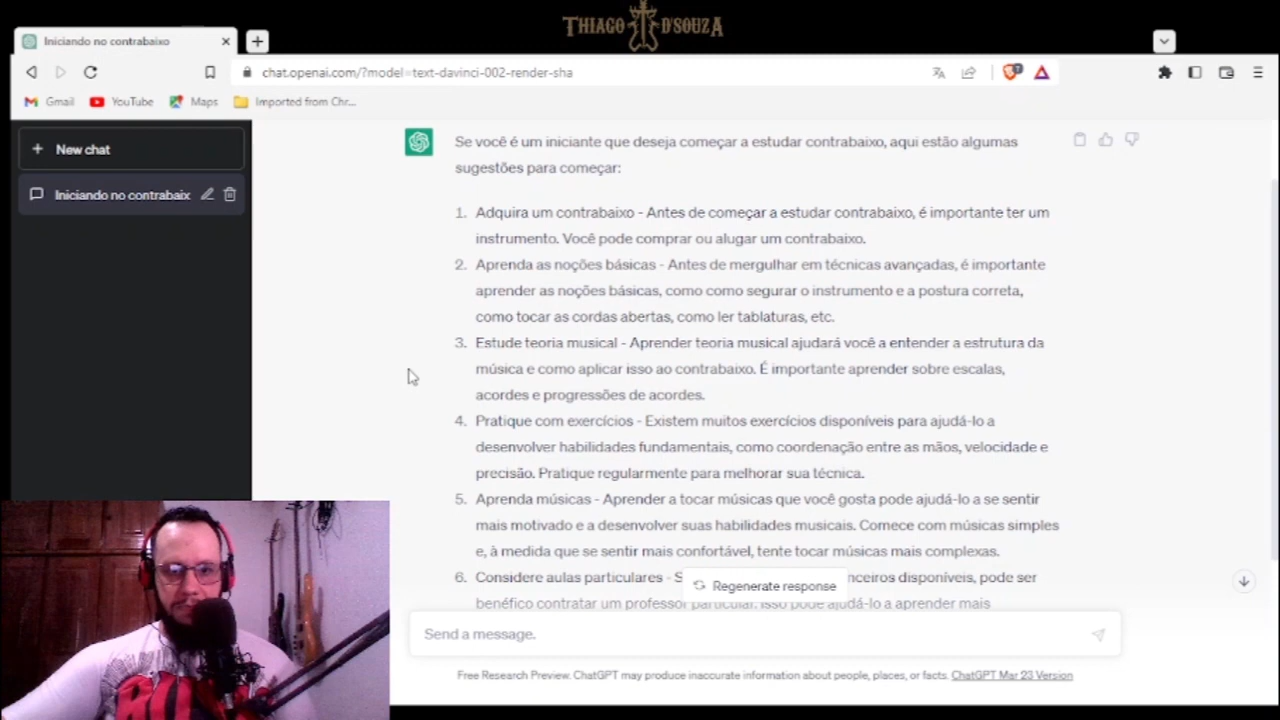 THIAGO D'SOUZA
Iniciando no contrabaixo
chat.openai.com/?model=text-davinci-002-render-sha
Gmail
YouTube
Maps
Imported from Chr...
New chat
Iniciando no contrabaix
Se você é um iniciante que deseja começar a estudar contrabaixo, aqui estão algumas
sugestões para começar:
1. Adquira um contrabaixo - Antes de começar a estudar contrabaixo, é importante ter um
instrumento. Você pode comprar ou alugar um contrabaixo.
2. Aprenda as noções básicas - Antes de mergulhar em técnicas avançadas, é importante
aprender as noções básicas, como como segurar o instrumento e a postura correta,
como tocar as cordas abertas, como ler tablaturas, etc.
3. Estude teoria musical - Aprender teoria musical ajudará você a entender a estrutura da
música e como aplicar isso ao contrabaixo. É importante aprender sobre escalas,
acordes e progressões de acordes.
4. Pratique com exercícios - Existem muitos exercícios disponíveis para ajudá-lo a
desenvolver habilidades fundamentais, como coordenação entre as mãos, velocidade e
precisão. Pratique regularmente para melhorar sua técnica.
5. Aprenda músicas - Aprender a tocar músicas que você gosta pode ajudá-lo a se sentir
mais motivado e a desenvolver suas habilidades musicais. Comece com músicas simples
e, à medida que se sentir mais confortável, tente tocar músicas mais complexas.
6. Considere aulas particulares - S nceiros disponíveis, pode ser
Regenerate response
benéfico contratar um professor particular. Isso pode ajudá-lo a aprender mais
Send a message.
Free Research Preview. ChatGPT may produce inaccurate information about people, places, or facts. ChatGPT Mar 23 Version